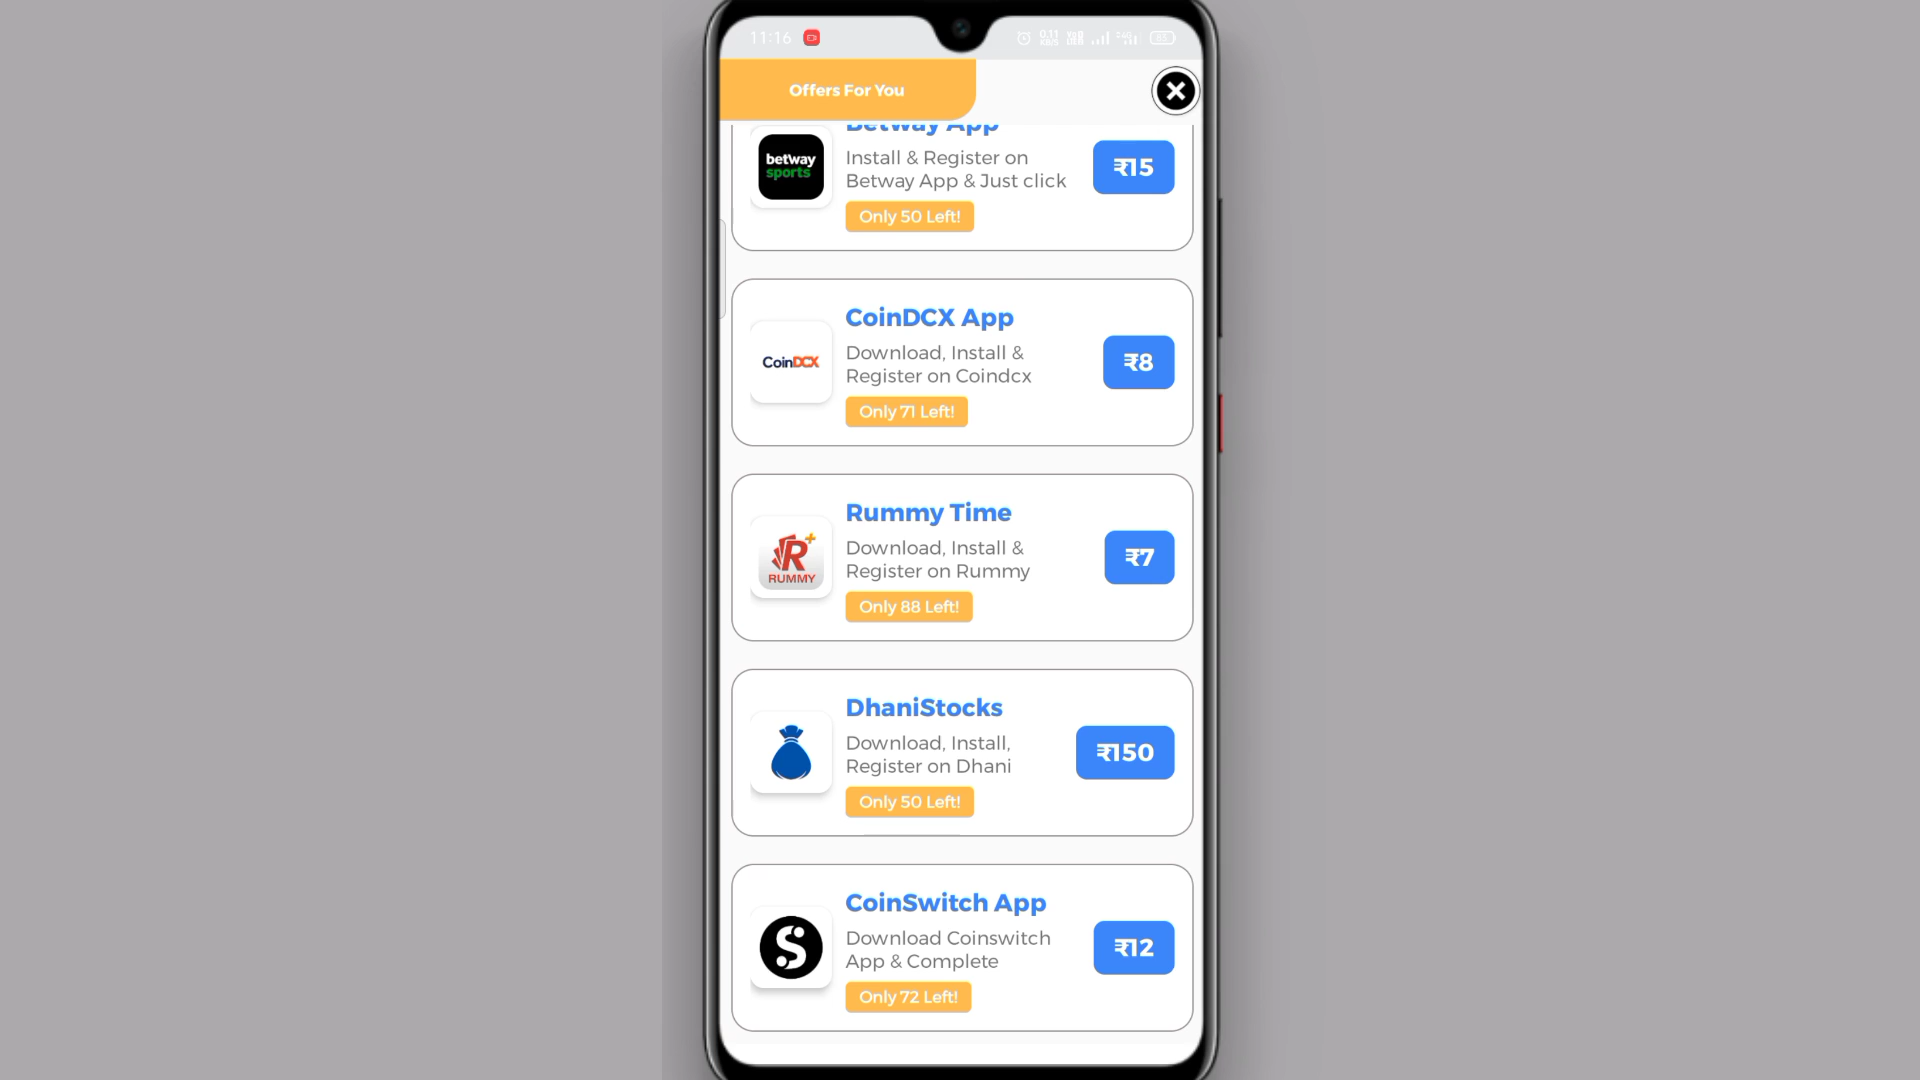 11:16
85
Offers For You
Betway App
betway
sports
Install & Register on
Betway App & Just click
₹15
Only 50 Left!
CoinDCX App
CoinDCX
Download, Install &
Register on Coindcx
₹8
Only 71 Left!
Rummy Time
R+
RUMMY
Download, Install &
Register on Rummy
₹7
Only 88 Left!
DhaniStocks
Download, Install,
Register on Dhani
₹150
Only 50 Left!
CoinSwitch App
Download Coinswitch
App & Complete
₹12
Only 72 Left!